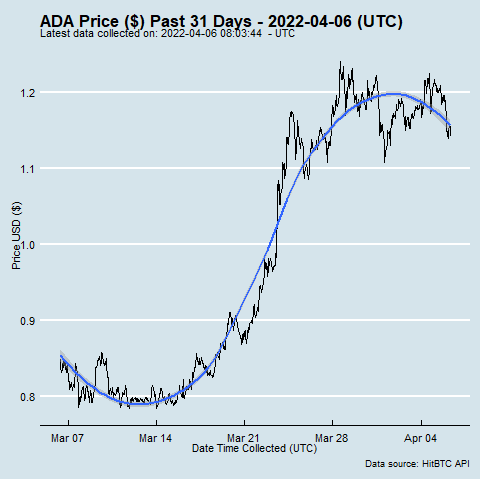 ADA Price ($) Past 31 Days - 2022-04-06 (UTC)
Latest data collected on: 2022-04-06 08:03:44  - UTC
Price USD ($)
1.2
1.1
1.0
0.9
0.8
Mar 07 Mar 14 Mar 21 Mar 28 Apr 04
Date Time Collected (UTC)
Data source: HitBTC API